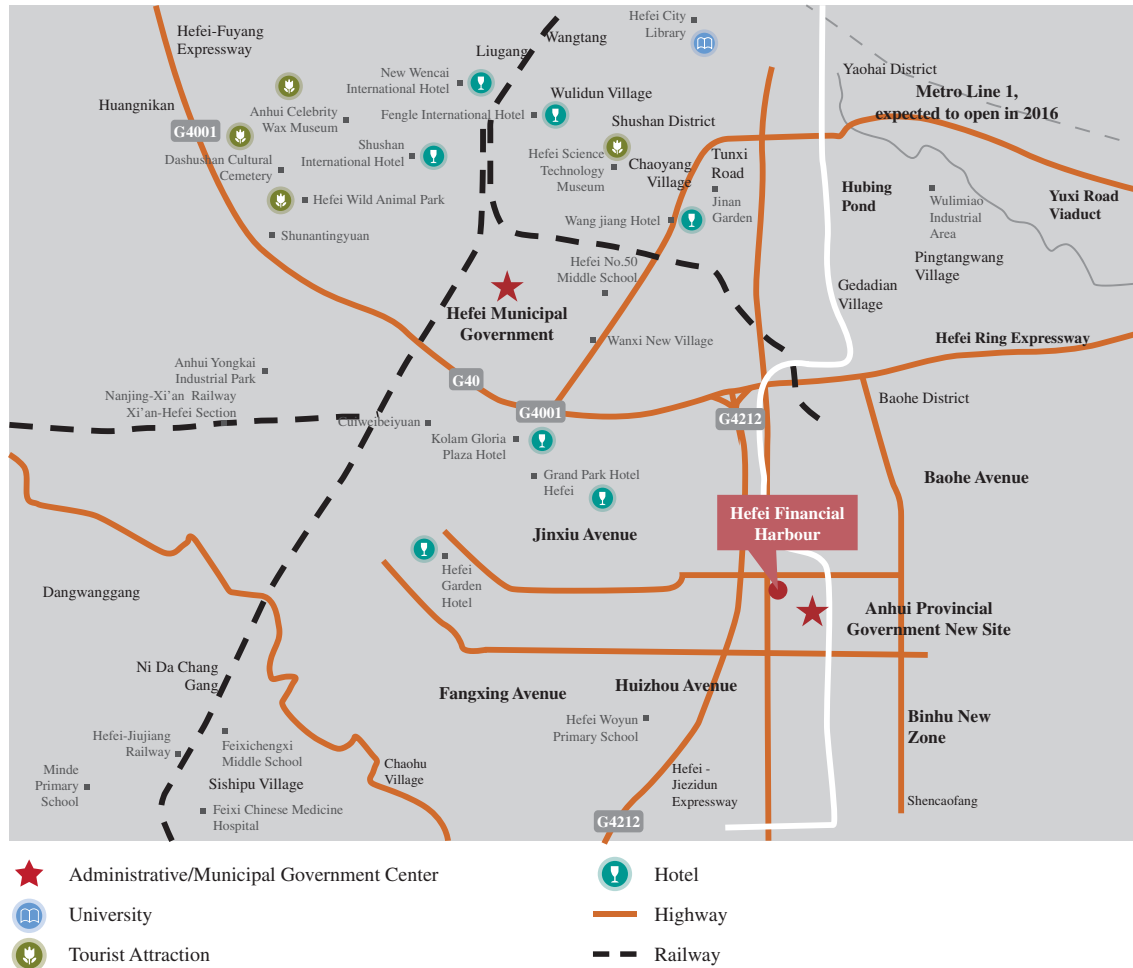 Hefei-Fuyang
Expressway
Huangnikan
G4001
Anhui Celebrity
Wax Museum
Dashushan Cultural
Cemetery
Hefei Wild Animal Park
Shunantingyuan
Liugang
Wangtang
New Wencai
International Hotel
Fengle International Hotel
Shushan
International Hotel
Hefei City
Library
Wulidun Village
Shushan District
Hefei Science
Technology
Museum
Chaoyang
Village
Tunxi
Road
Jinan
Garden
Wang jiang Hotel
Hefei No.50
Middle School
Yaohai District
Metro Line 1,
expected to open in 2016
Hubing
Pond
Wulimiao
Industrial
Area
Yuxi Road
Viaduct
Pingtangwang
Village
Gedadian
Village
Hefei Municipal
Government
Wanxi New Village
Hefei Ring Expressway
Anhui Yongkai
Industrial Park
Nanjing-Xi'an Railway
Xi'an-Hefei Section
G40
G4001
G4212
Baohe District
Cuiweibeiyuan
Kolam Gloria
Plaza Hotel
Grand Park Hotel
Hefei
Baohe Avenue
Hefei Financial
Harbour
Jinxiu Avenue
Hefei
Garden
Hotel
Dangwanggang
Anhui Provincial
Government New Site
Ni Da Chang
Gang
Fangxing Avenue
Huizhou Avenue
Hefei Woyun
Primary School
Binhu New
Zone
Hefei-Jiujiang
Railway
Feixichengxi
Middle School
Minde
Primary
School
Sishipu Village
Chaohu
Village
Feixi Chinese Medicine
Hospital
Hefei -
Jiezidun
Expressway
G4212
Shencaofang
Administrative/Municipal Government Center
Hotel
University
Highway
Tourist Attraction
Railway